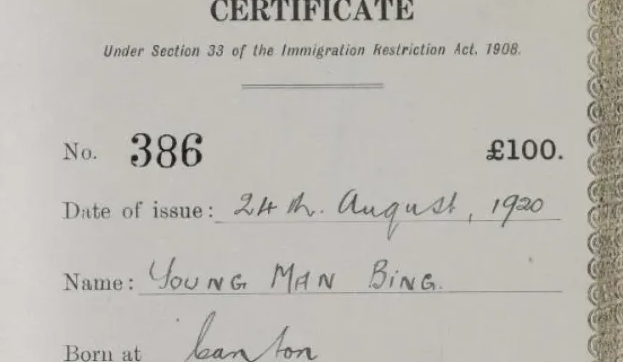 CERTIFICATE
Under Section 33 of the Immigration Restriction Act, 1908.
No. 386 £100.
Date of issue: 24th. August, 1920
Name: YOUNG MAN BING.
Born at Canton